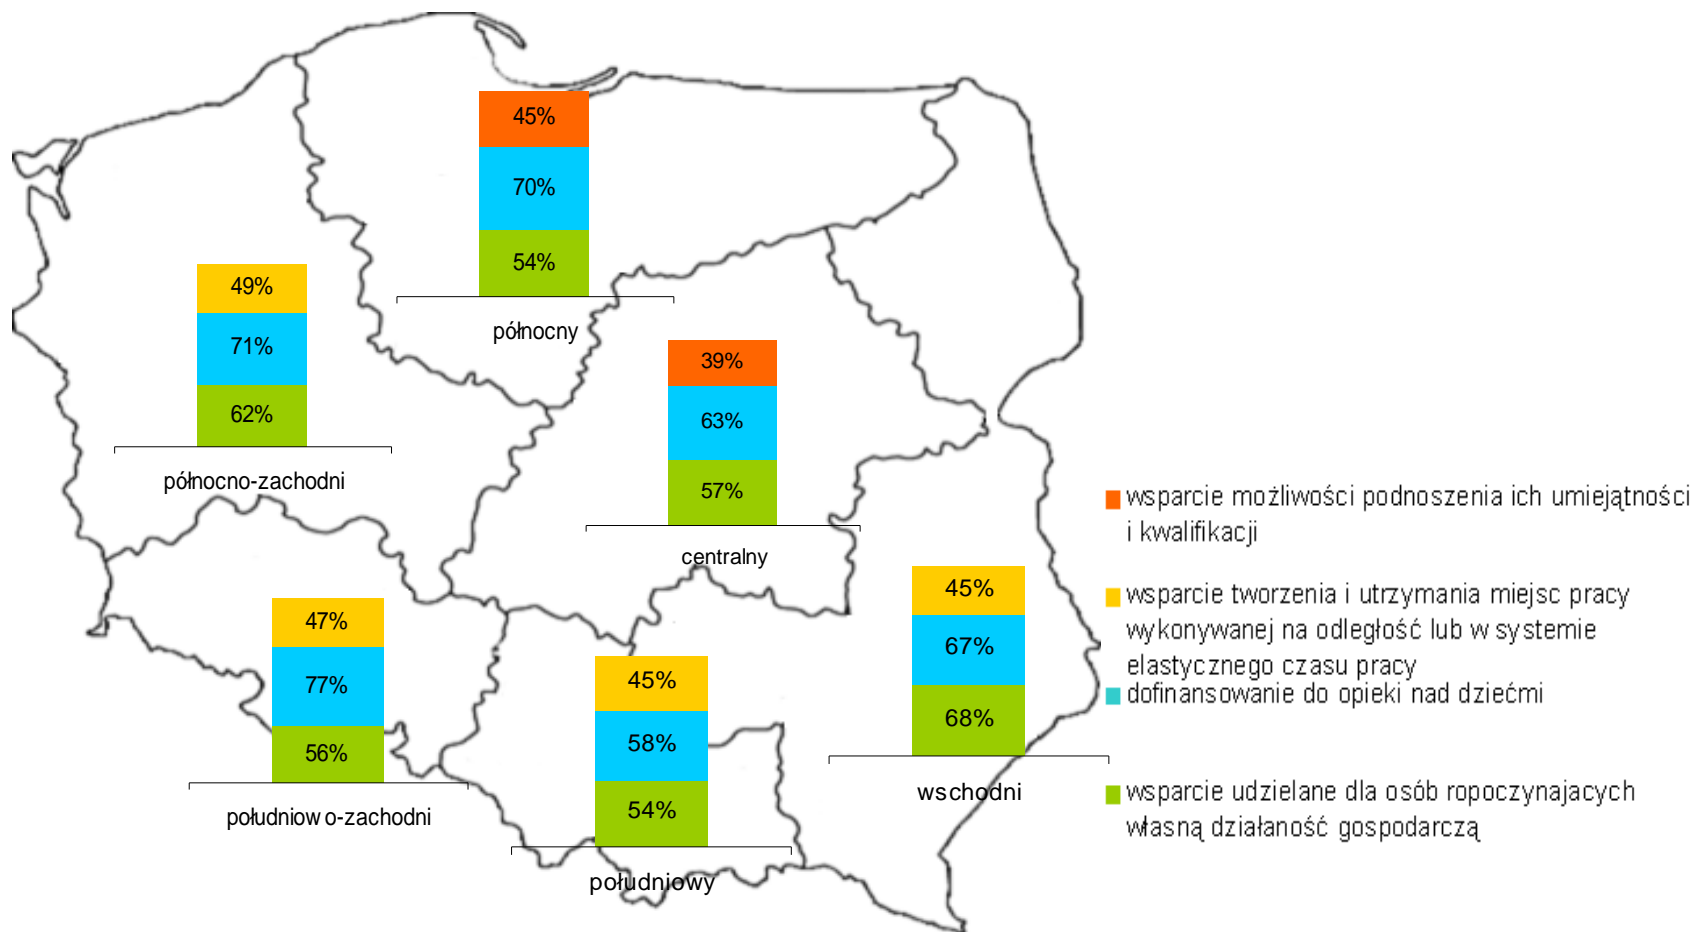 45%
70%
54%
północny
49%
71%
62%
północno-zachodni
39%
63%
57%
centralny
47%
77%
56%
południow o-zachodni
45%
58%
54%
południowy
45%
67%
68%
wschodni
wsparcie możliwości podnoszenia ich umiejątności
i kwalifikacji
wsparcie tworzenia i utrzymania miejsc pracy
wykonywanej na odległość lub w systemie
elastycznego czasu pracy
dofinansowanie do opieki nad dziećmi
wsparcie udzielane dla osób ropoczynajacych
własną działaność gospodarczą